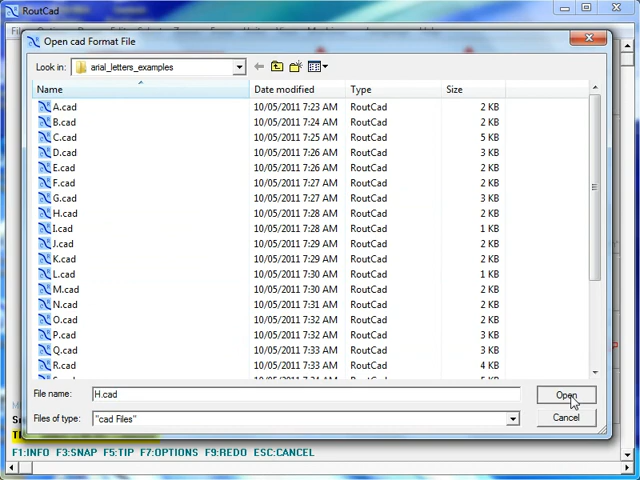 RoutCad
Open cad Format File
Look in: arial_letters_examples
Name Date modified Type Size
A.cad 10/05/2011 7:23 AM RoutCad 2 KB
B.cad 10/05/2011 7:24 AM RoutCad 2 KB
C.cad 10/05/2011 7:25 AM RoutCad 5 KB
D.cad 10/05/2011 7:26 AM RoutCad 3 KB
E.cad 10/05/2011 7:26 AM RoutCad 2 KB
F.cad 10/05/2011 7:27 AM RoutCad 2 KB
G.cad 10/05/2011 7:27 AM RoutCad 3 KB
H.cad 10/05/2011 7:28 AM RoutCad 2 KB
I.cad 10/05/2011 7:28 AM RoutCad 1 KB
J.cad 10/05/2011 7:29 AM RoutCad 2 KB
K.cad 10/05/2011 7:29 AM RoutCad 2 KB
L.cad 10/05/2011 7:30 AM RoutCad 1 KB
M.cad 10/05/2011 7:30 AM RoutCad 2 KB
N.cad 10/05/2011 7:31 AM RoutCad 2 KB
O.cad 10/05/2011 7:32 AM RoutCad 2 KB
P.cad 10/05/2011 7:32 AM RoutCad 3 KB
Q.cad 10/05/2011 7:33 AM RoutCad 3 KB
R.cad 10/05/2011 7:33 AM RoutCad 4 KB
File name: H.cad Open
Files of type: "cad Files" Cancel
F1:INFO F3:SNAP F5:TIP F7:OPTIONS F9:REDO ESC:CANCEL